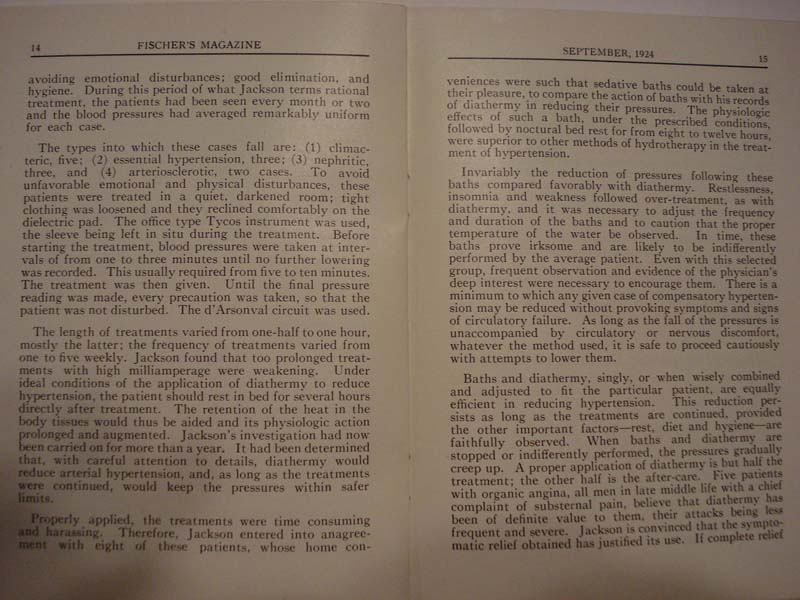 14
FISCHER'S MAGAZINE
avoiding emotional disturbances; good elimination, and
hygiene. During this period of what Jackson terms rational
treatment, the patients had been seen every month or two
and the blood pressures had averaged remarkably uniform
for each case.
The types into which these cases fall are: (1) climac-
teric, five; (2) essential hypertension, three; (3) nephritic,
three, and (4) arteriosclerotic, two cases. To avoid
unfavorable emotional and physical disturbances, these
patients were treated in a quiet, darkened room; tight
clothing was loosened and they reclined comfortably on the
dielectric pad. The office type Tycos instrument was used,
the sleeve being left in situ during the treatment. Before
starting the treatment, blood pressures were taken at inter-
vals of from one to three minutes until no further lowering
was recorded. This usually required from five to ten minutes.
The treatment was then given. Until the final pressure
reading was made, every precaution was taken, so that the
patient was not disturbed. The d'Arsonval circuit was used.
The length of treatments varied from one-half to one hour,
mostly the latter; the frequency of treatments varied from
one to five weekly. Jackson found that too prolonged treat-
ments with high milliamperage were weakening. Under
ideal conditions of the application of diathermy to reduce
hypertension, the patient should rest in bed for several hours
directly after treatment. The retention of the heat in the
body tissues would thus be aided and its physiologic action
prolonged and augmented. Jackson's investigation had now
been carried on for more than a year. It had been determined
that, with careful attention to details, diathermy would
reduce arterial hypertension, and, as long as the treatments
were continued, would keep the pressures within safer
limits.
Properly applied, the treatments were time consuming
and harassing. Therefore, Jackson entered into anagree-
ment with eight of these patients, whose home con-
SEPTEMBER, 1924
15
veniences were such that sedative baths could be taken at
their pleasure, to compare the action of baths with his records
of diathermy in reducing their pressures. The physiologic
effects of such a bath, under the prescribed conditions,
followed by noctural bed rest for from eight to twelve hours,
were superior to other methods of hydrotherapy in the treat-
ment of hypertension.
Invariably the reduction of pressures following these
baths compared favorably with diathermy. Restlessness,
insomnia and weakness followed over-treatment, as with
diathermy, and it was necessary to adjust the frequency
and duration of the baths and to caution that the proper
temperature of the water be observed. In time, these
baths prove irksome and are likely to be indifferently
performed by the average patient. Even with this selected
group, frequent observation and evidence of the physician's
deep interest were necessary to encourage them. There is a
minimum to which any given case of compensatory hyperten-
sion may be reduced without provoking symptoms and signs
of circulatory failure. As long as the fall of the pressures is
unaccompanied by circulatory or nervous discomfort,
whatever the method used, it is safe to proceed cautiously
with attempts to lower them.
Baths and diathermy, singly, or when wisely combined
and adjusted to fit the particular patient, are equally
efficient in reducing hypertension. This reduction per-
sists as long as the treatments are continued, provided
the other important factors—rest, diet and hygiene—are
faithfully observed. When baths and diathermy are
stopped or indifferently performed, the pressures gradually
creep up. A proper application of diathermy is but half the
treatment; the other half is the after-care. Five patients
with organic angina, all men in late middle life with a chief
complaint of substernal pain, believe that diathermy has
been of definite value to them, their attacks being less
frequent and severe. Jackson is convinced that the sympto-
matic relief obtained has justified its use. If complete relief